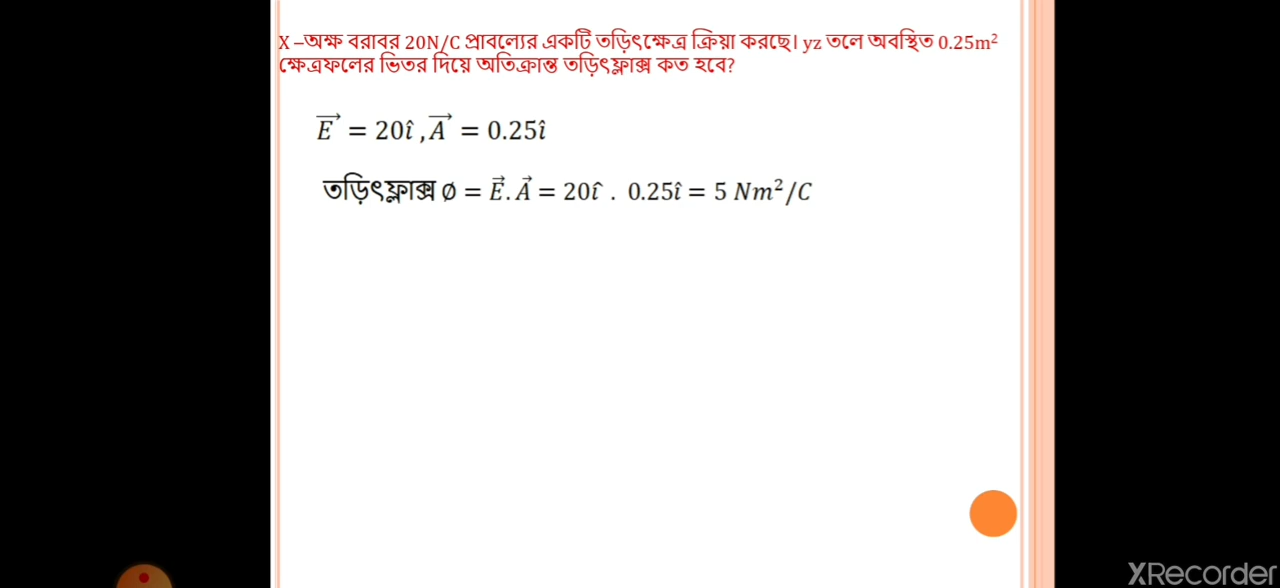 X –অক্ষ বরাবর 20N/C প্রাবল্যের একটি তড়িৎক্ষেত্র ক্রিয়া করছে। yz তলে অবস্থিত 0.25m²
ক্ষেত্রফলের ভিতর দিয়ে অতিক্রান্ত তড়িৎফ্লাক্স কত হবে?
E⃗ = 20î , A⃗ = 0.25î
তড়িৎফ্লাক্স ∅ = E⃗. A⃗ = 20î . 0.25î = 5 Nm²/C
XRecorder